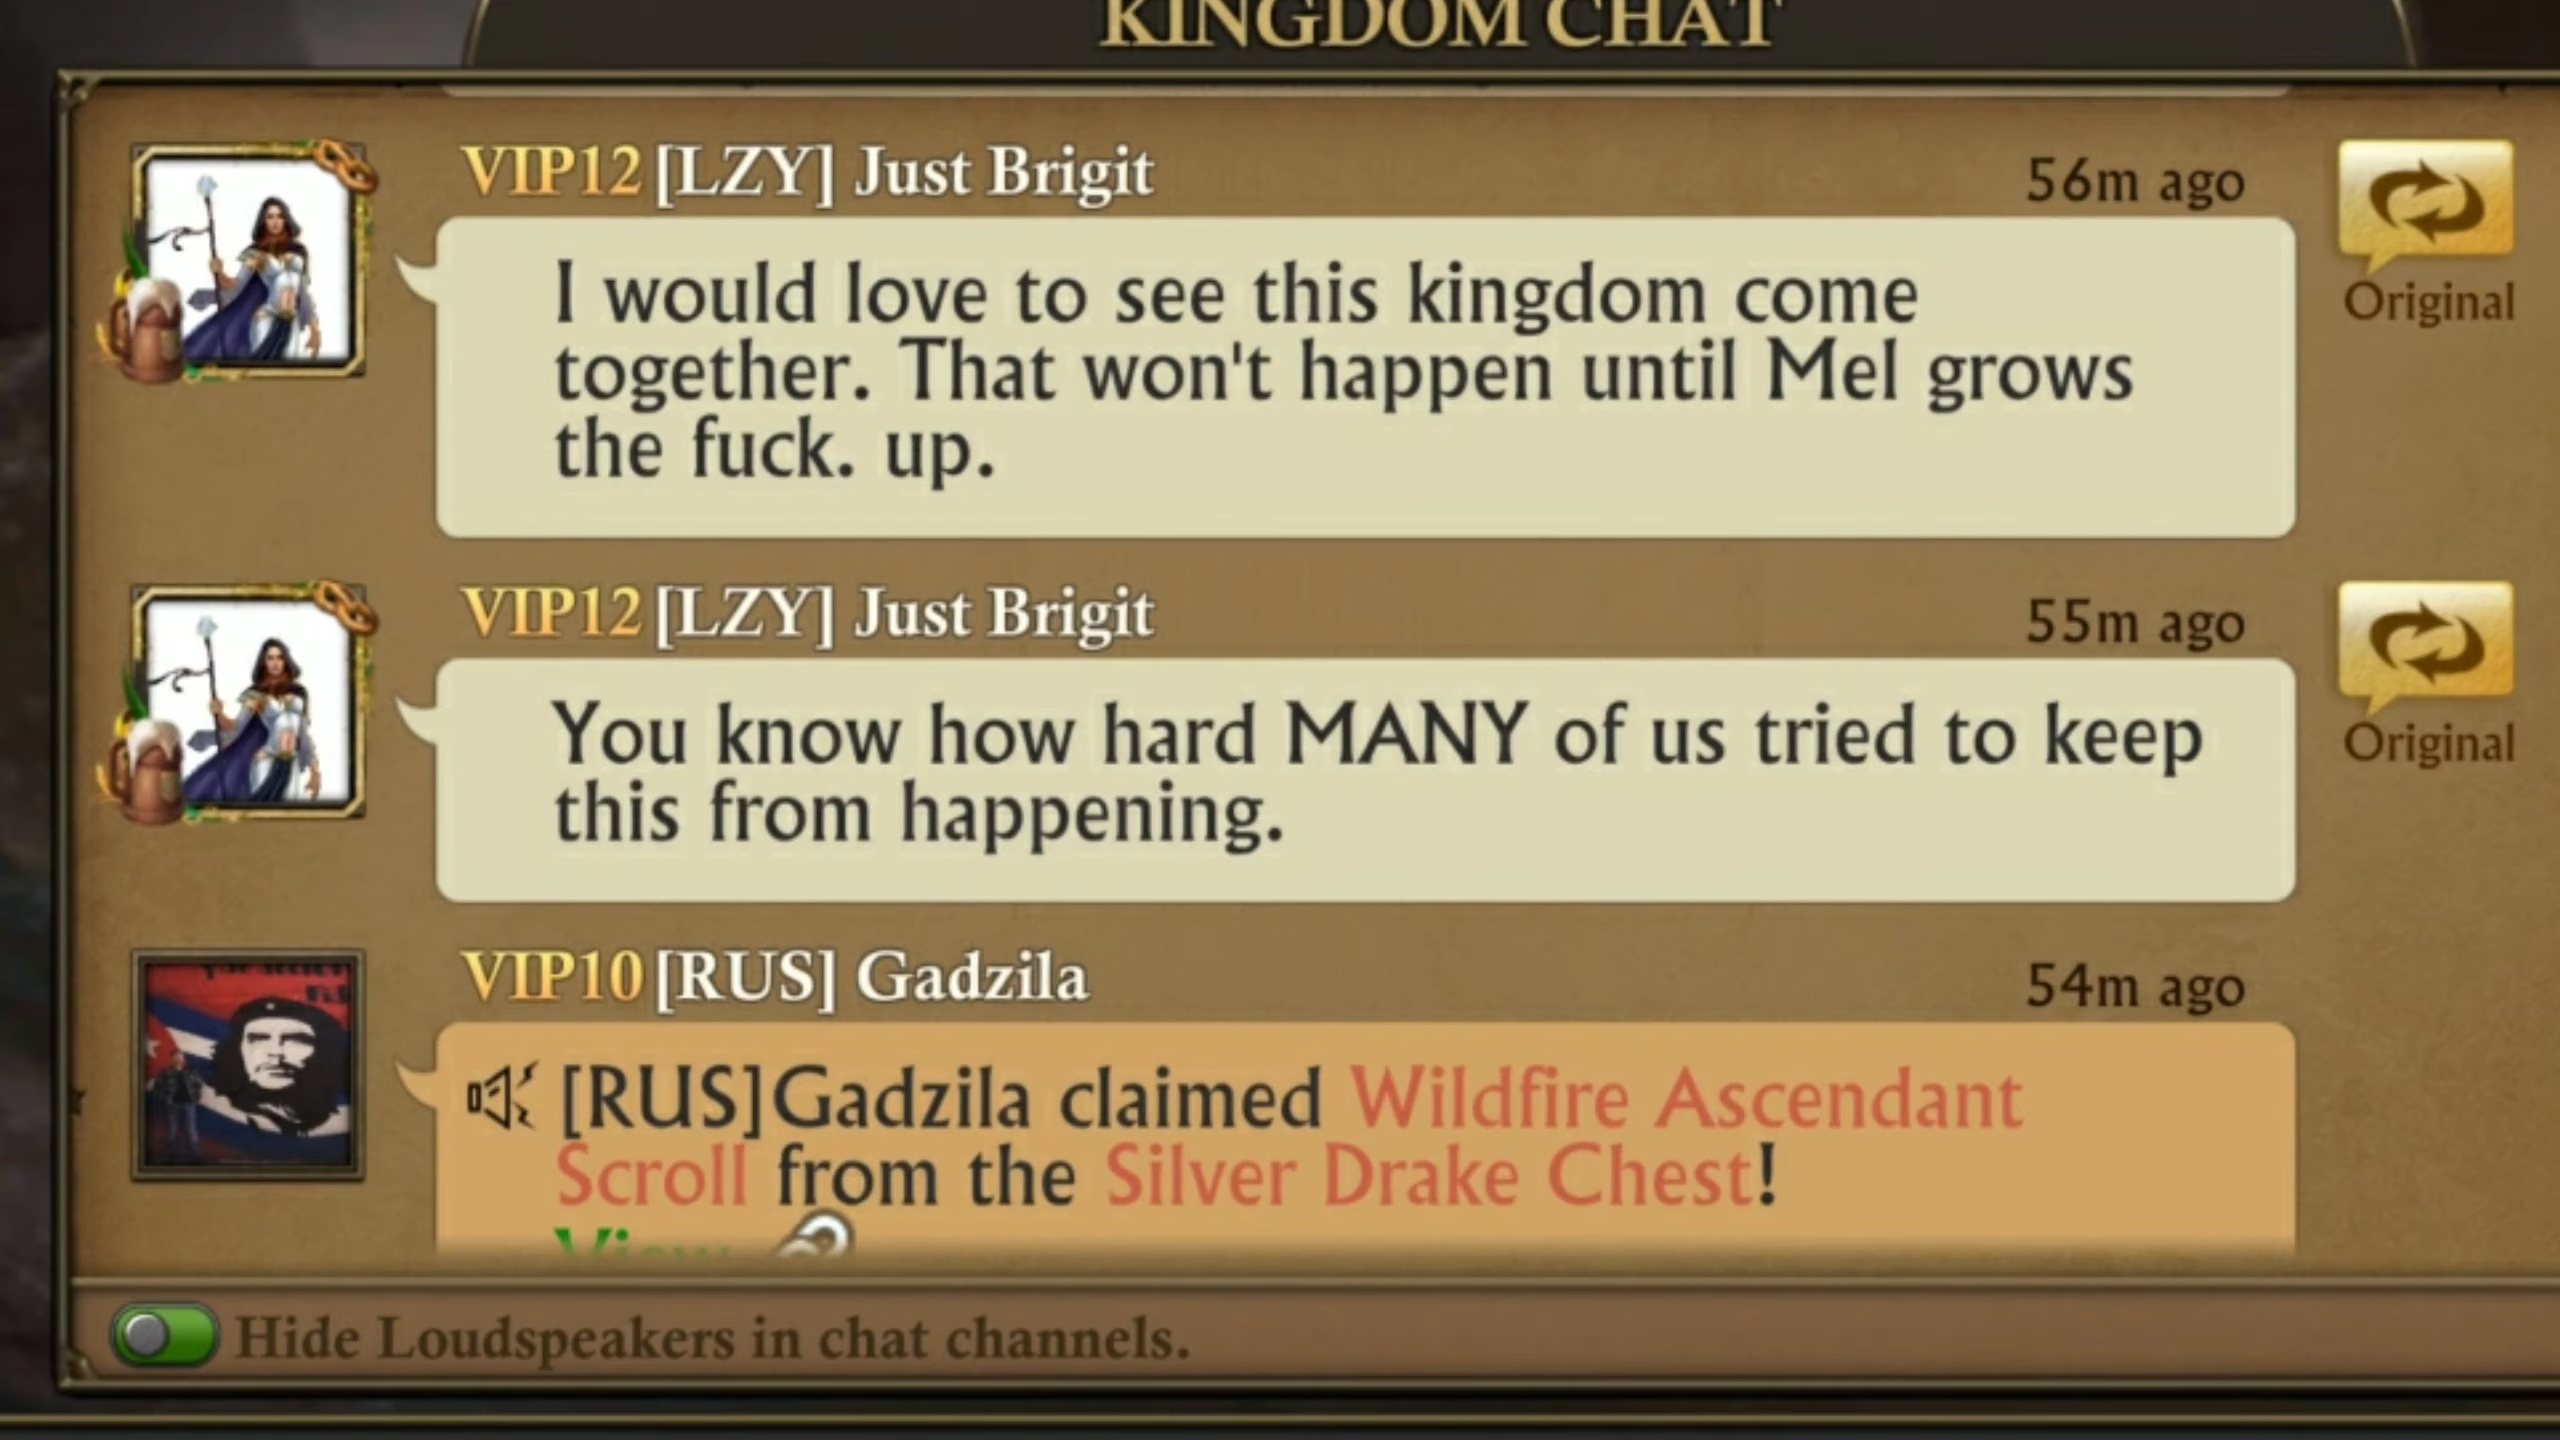 KINGDOM CHAT
VIP12 [LZY] Just Brigit
56m ago
I would love to see this kingdom come
together. That won't happen until Mel grows
the fuck. up.
Original
VIP12 [LZY] Just Brigit
55m ago
You know how hard MANY of us tried to keep
this from happening.
Original
VIP10 [RUS] Gadzila
54m ago
[RUS]Gadzila claimed Wildfire Ascendant
Scroll from the Silver Drake Chest!
View
Hide Loudspeakers in chat channels.